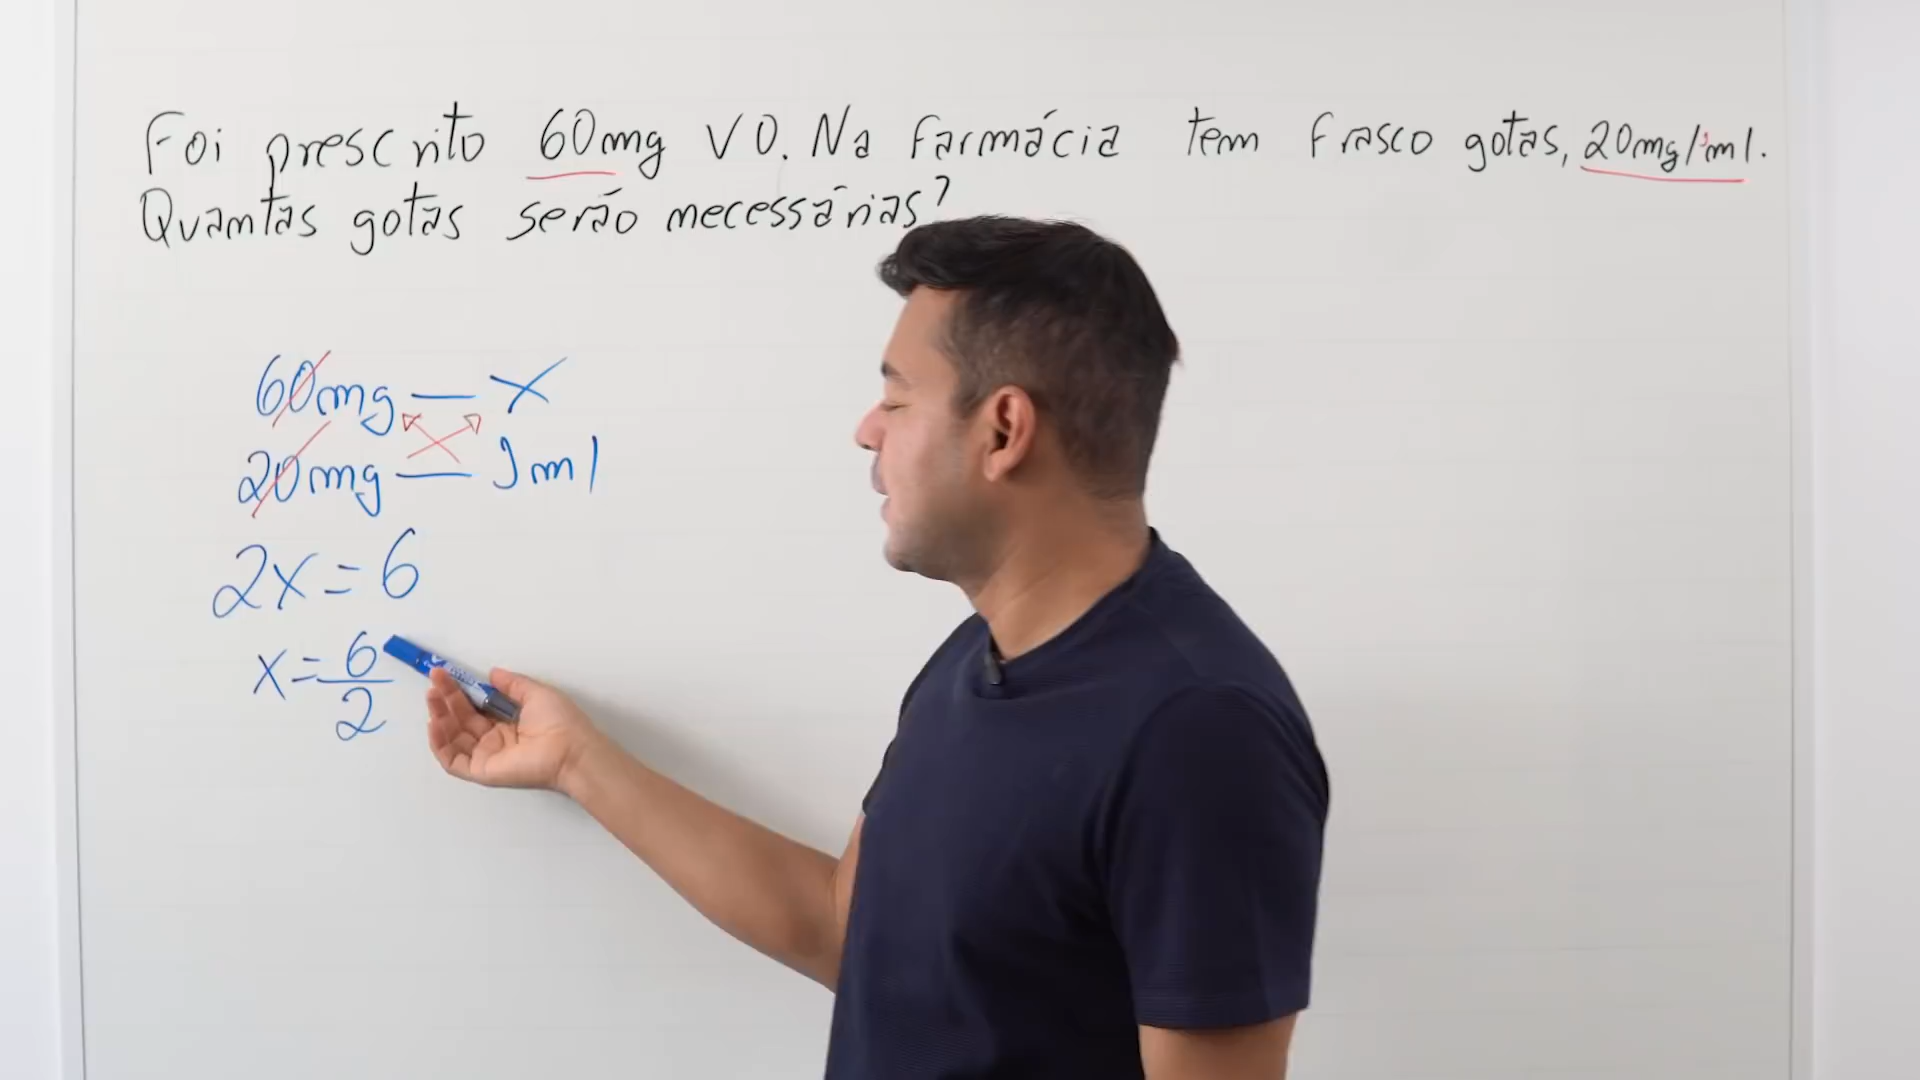 Foi prescrito 60mg VO. Na farmácia tem frasco gotas, 20mg/1ml.
Quantas gotas serão necessárias?
60mg — X
20mg — 1ml
2x = 6
x = 6
2